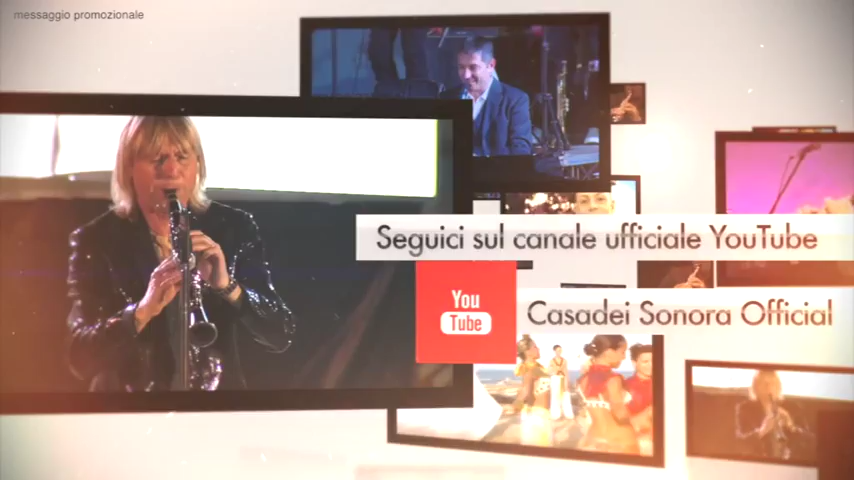 messaggio promozionale
Seguici sul canale ufficiale YouTube
You
Tube
Casadei Sonora Official